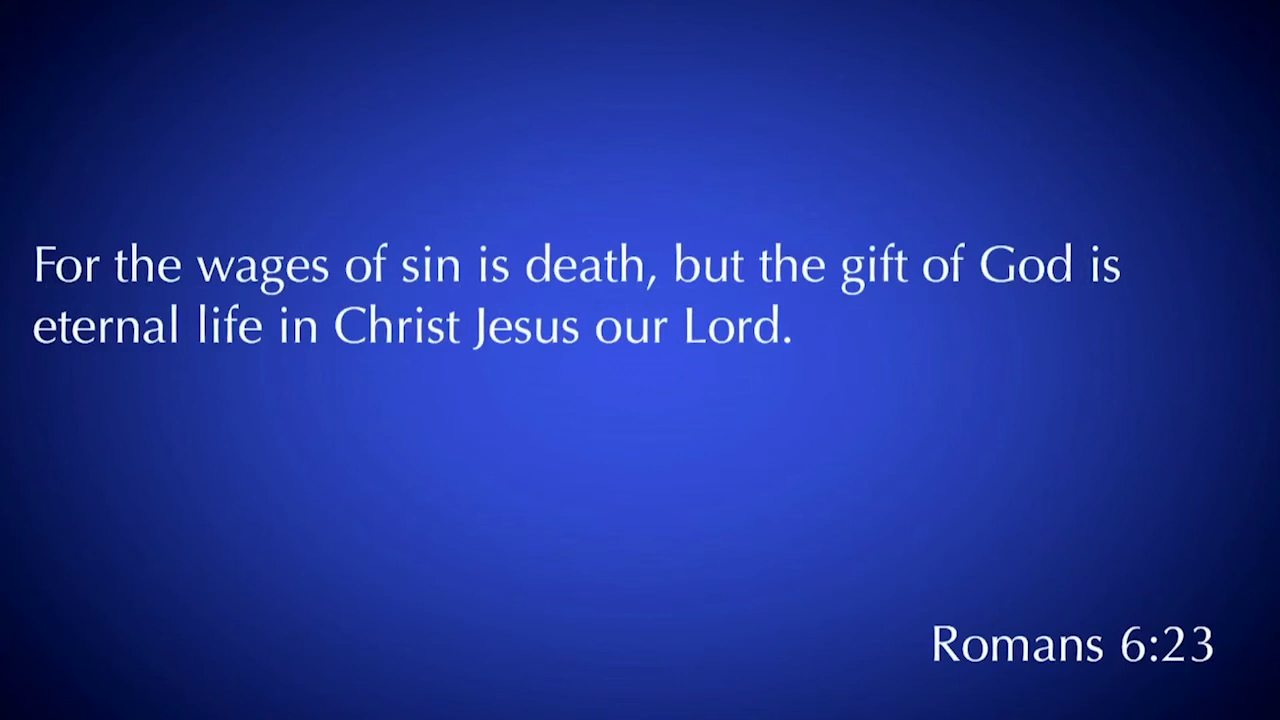 For the wages of sin is death, but the gift of God is
eternal life in Christ Jesus our Lord.
Romans 6:23